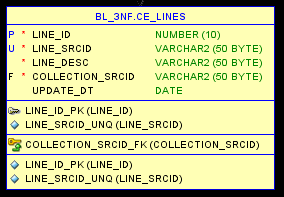 BL_3NF.CE_LINES
P * LINE_ID NUMBER (10)
U * LINE_SRCID VARCHAR2 (50 BYTE)
* LINE_DESC VARCHAR2 (50 BYTE)
F * COLLECTION_SRCID VARCHAR2 (50 BYTE)
UPDATE_DT DATE
LINE_ID_PK (LINE_ID)
LINE_SRCID_UNQ (LINE_SRCID)
COLLECTION_SRCID_FK (COLLECTION_SRCID)
LINE_ID_PK (LINE_ID)
LINE_SRCID_UNQ (LINE_SRCID)